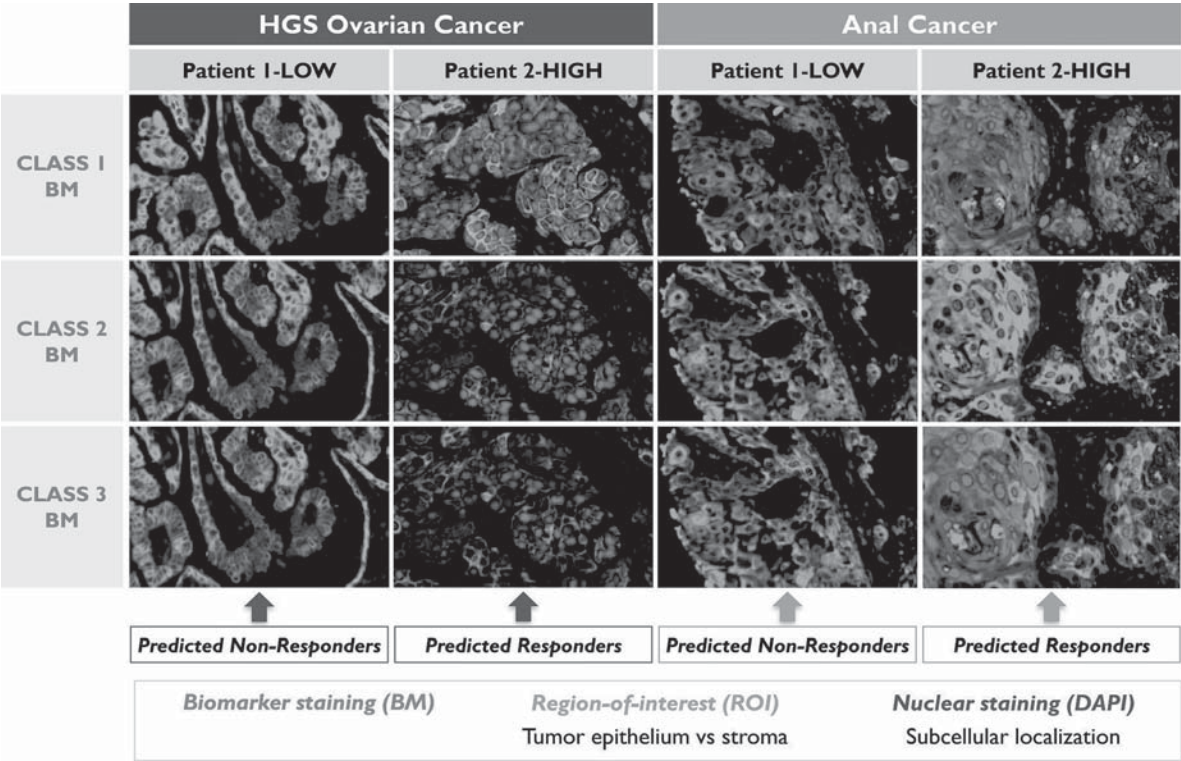 HGS Ovarian Cancer
Anal Cancer
Patient 1-LOW
Patient 2-HIGH
Patient 1-LOW
Patient 2-HIGH
CLASS 1
BM
CLASS 2
BM
CLASS 3
BM
Predicted Non-Responders
Predicted Responders
Predicted Non-Responders
Predicted Responders
Biomarker staining (BM)
Region-of-interest (ROI)
Nuclear staining (DAPI)
Tumor epithelium vs stroma
Subcellular localization